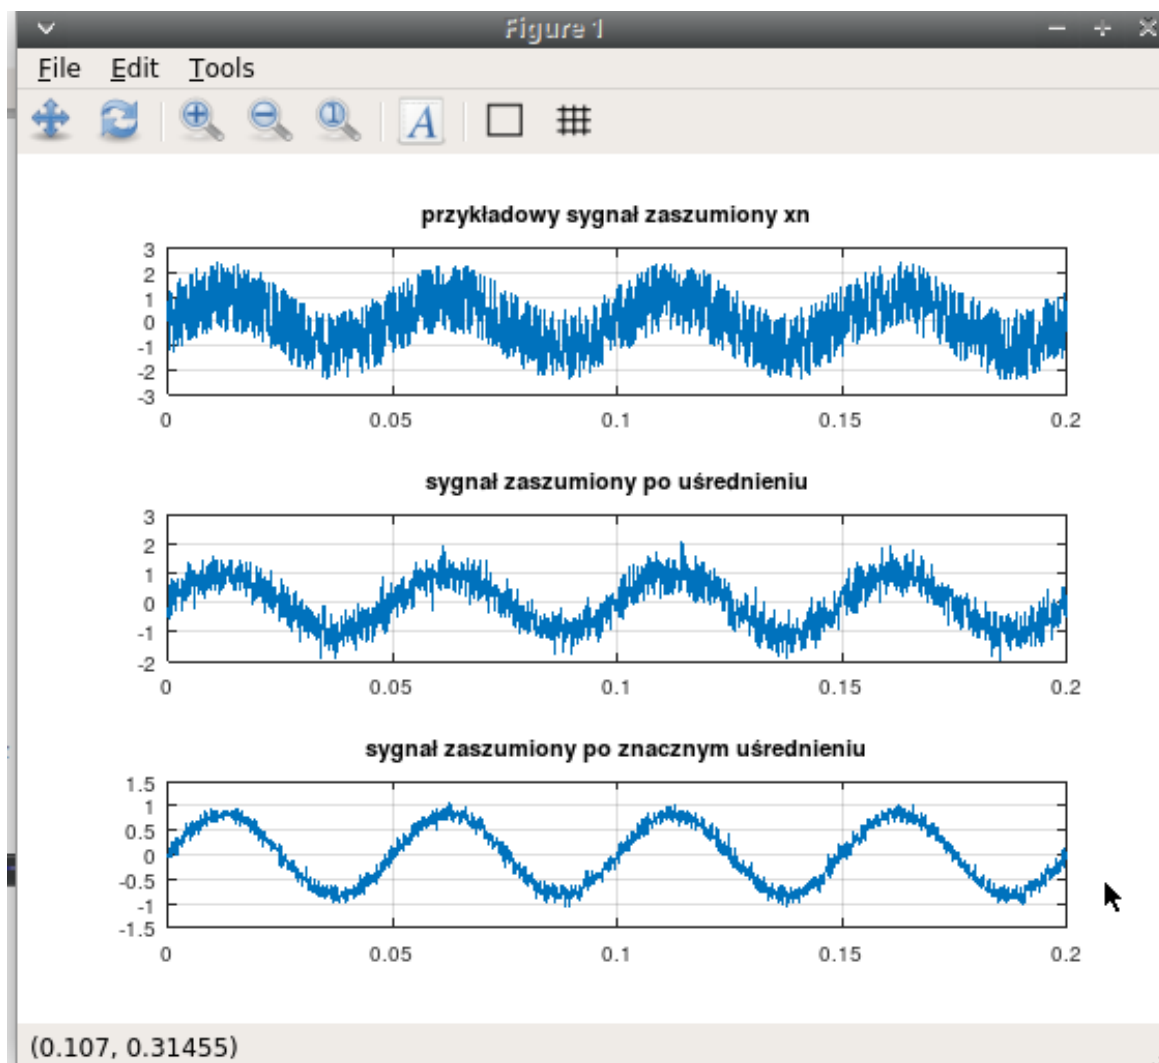 Figure 1
File Edit Tools
A
przykładowy sygnał zaszumiony xn
3
2
1
0
-1
-2
-3
0 0.05 0.1 0.15 0.2
sygnał zaszumiony po uśrednieniu
3
2
1
0
-1
-2
0 0.05 0.1 0.15 0.2
sygnał zaszumiony po znacznym uśrednieniu
1.5
1
0.5
0
-0.5
-1
-1.5
0 0.05 0.1 0.15 0.2
(0.107, 0.31455)